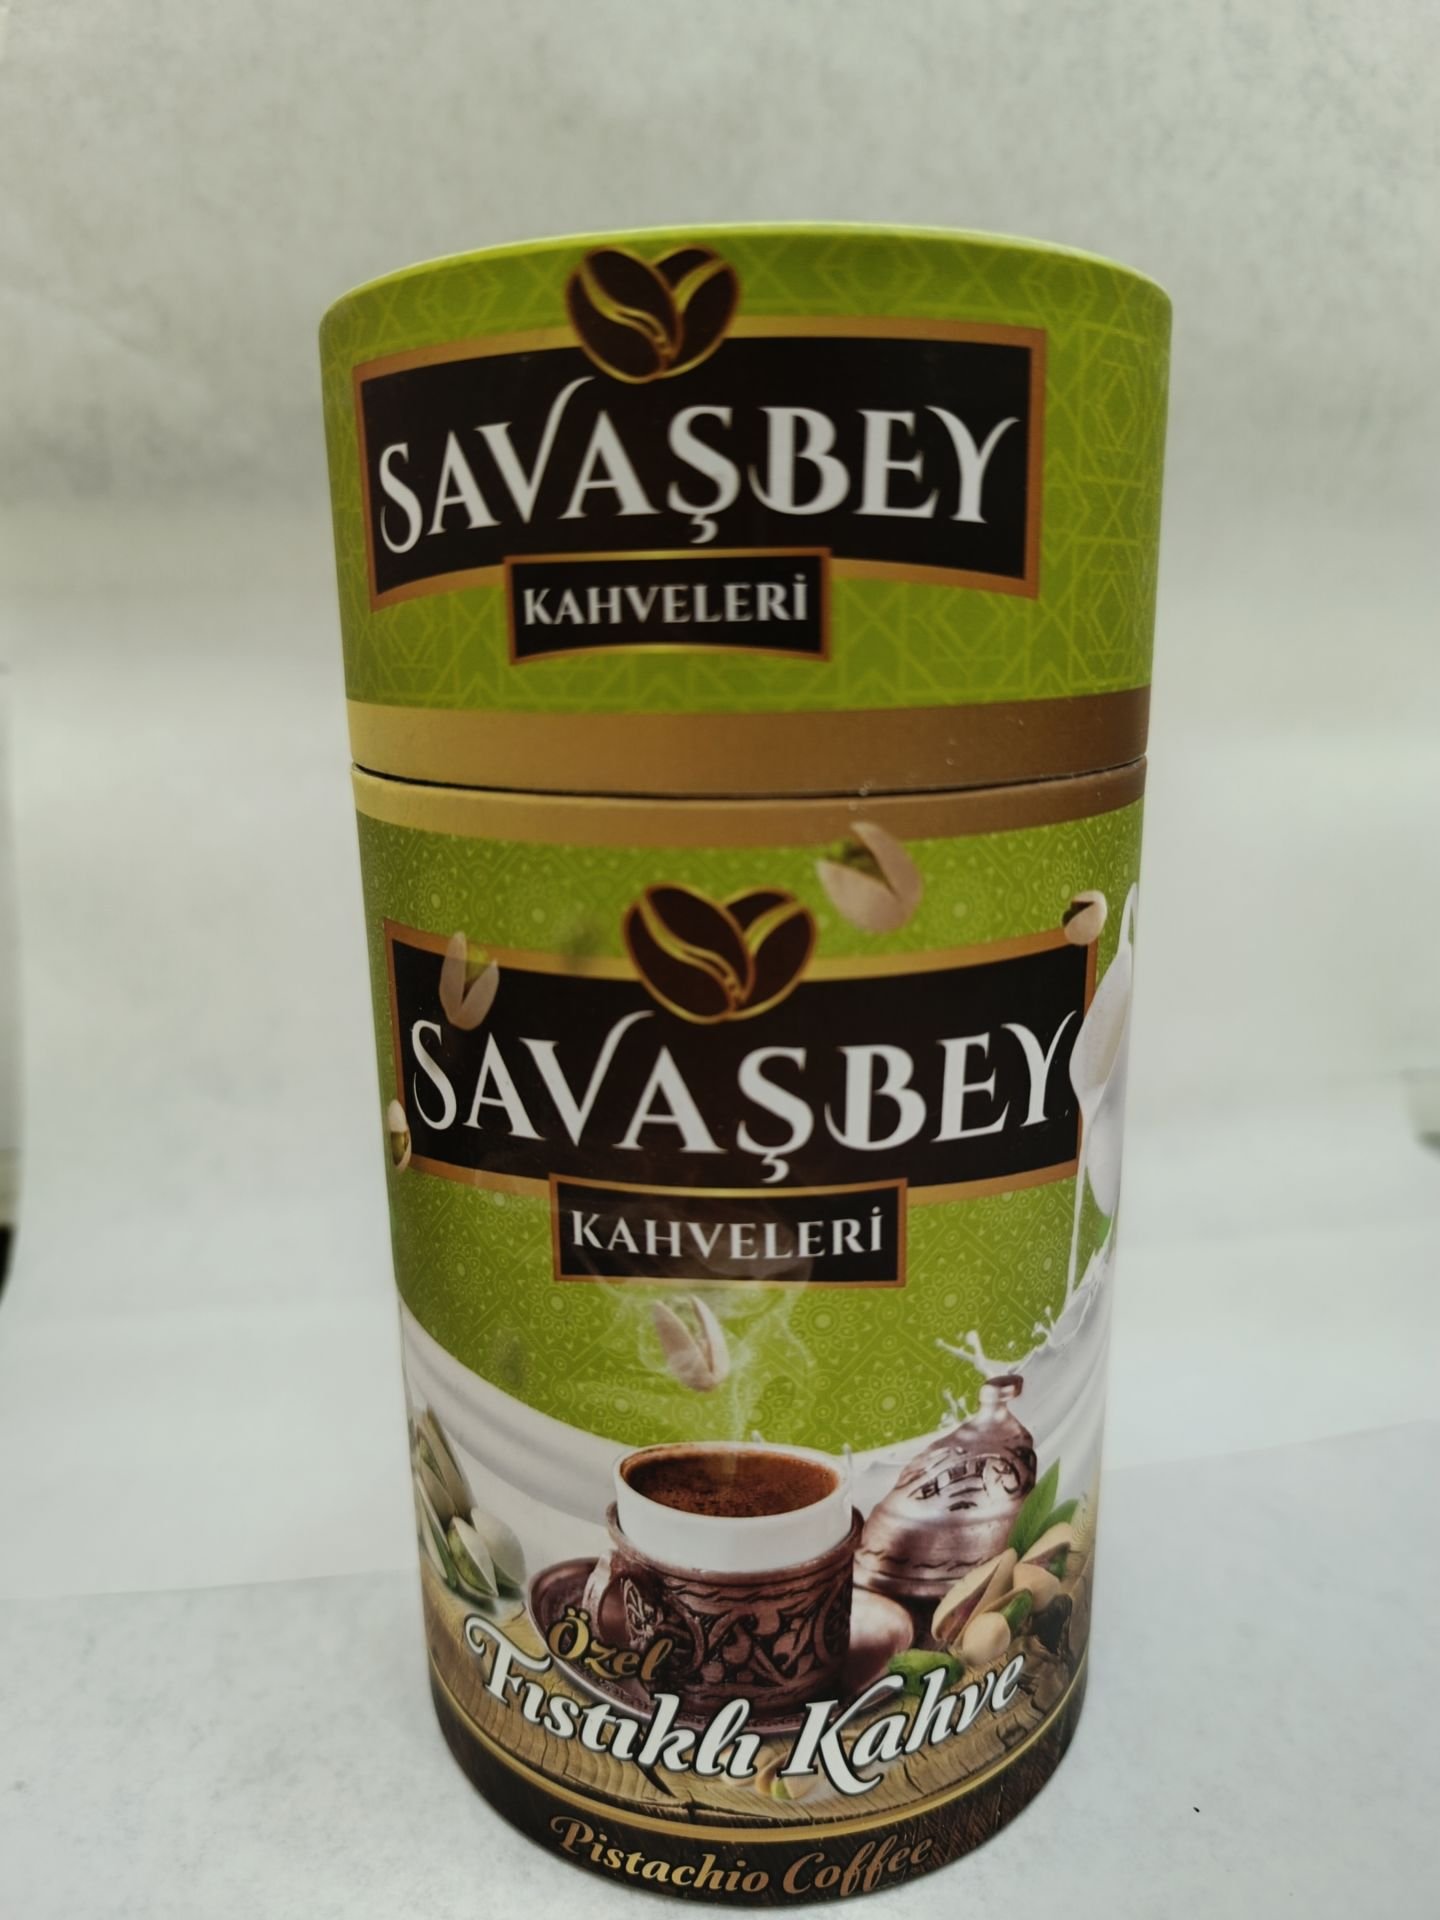 SAVAŞBEY
KAHVELERİ
SAVAŞBEY
KAHVELERİ
Özel
Fıstıklı Kahve
Pistachio Coffee